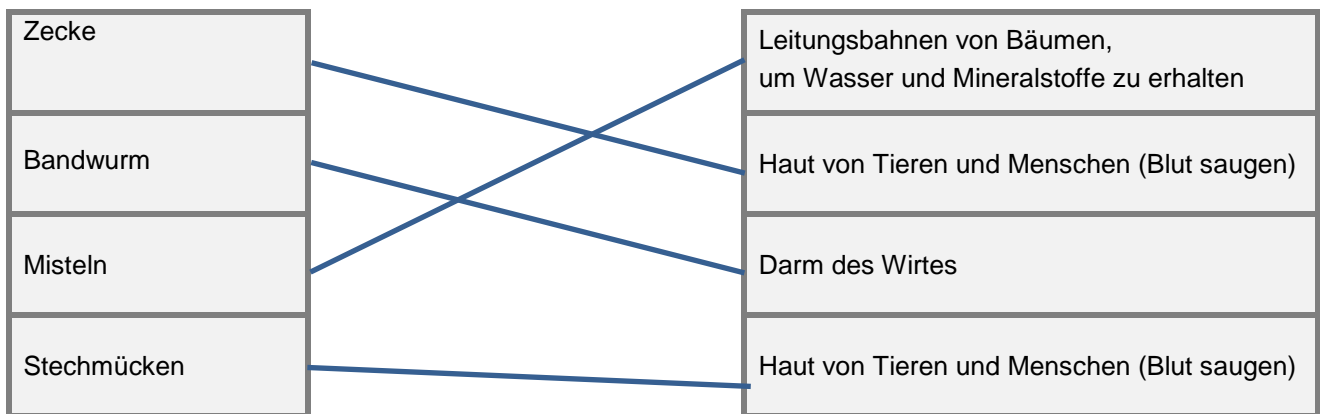 Zecke
Leitungsbahnen von Bäumen,
um Wasser und Mineralstoffe zu erhalten
Bandwurm
Haut von Tieren und Menschen (Blut saugen)
Misteln
Darm des Wirtes
Stechmücken
Haut von Tieren und Menschen (Blut saugen)